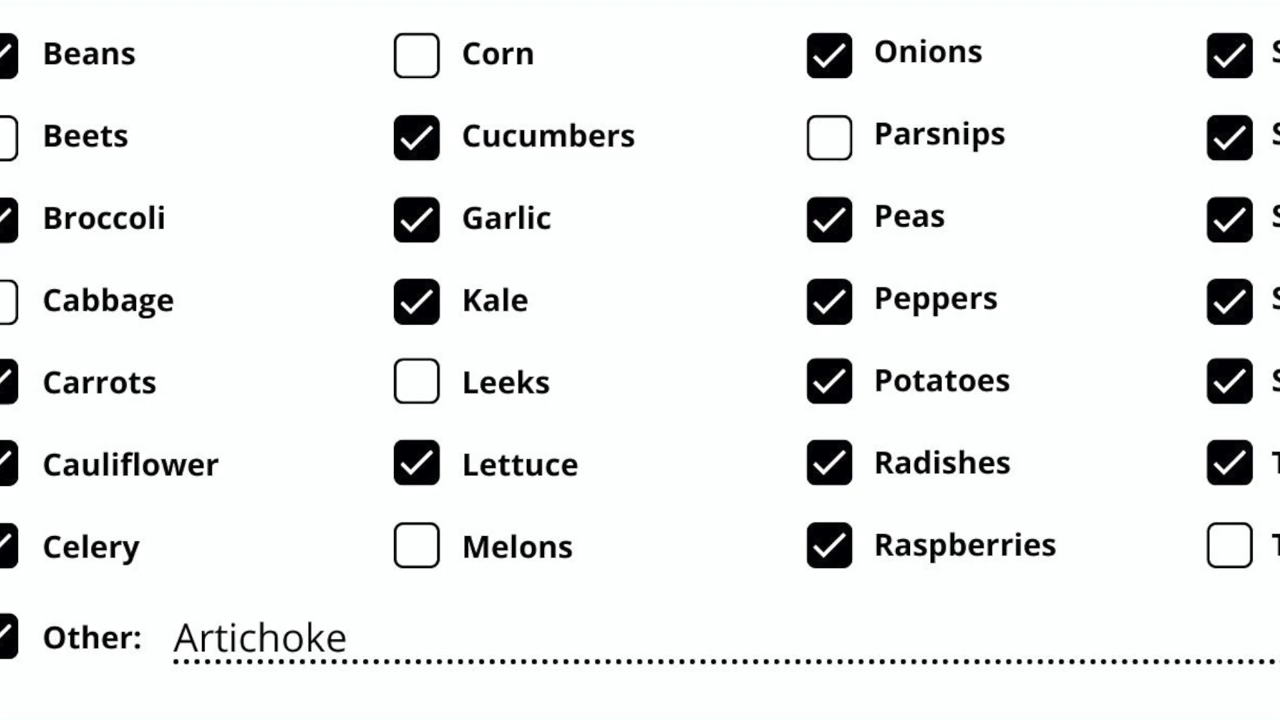 Beans
Beets
Broccoli
Cabbage
Carrots
Cauliflower
Celery
Corn
Cucumbers
Garlic
Kale
Leeks
Lettuce
Melons
Onions
Parsnips
Peas
Peppers
Potatoes
Radishes
Raspberries
Other: Artichoke